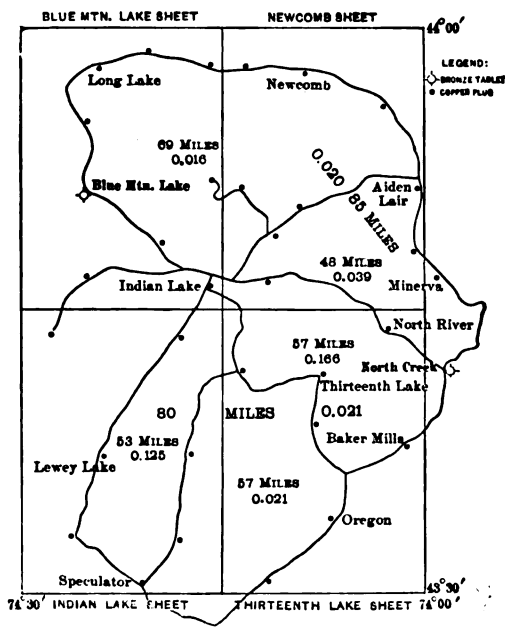 BLUE MTN. LAKE SHEET
NEWCOMB SHEET
44°00'
LEGEND:
BRONZE TABLET
COPPER PLUG
Long Lake
Newcomb
69 MILES
0.016
0.020 85 MILES
Blue Mtn. Lake
Aiden
Lair
48 MILES
0.039
Indian Lake
Minerva
North River
57 MILES
0.166
North Creek
Thirteenth Lake
80 MILES
0.021
53 MILES
0.125
Baker Mill
Lewey Lake
57 MILES
0.021
Oregon
Speculator
43°30'
74°30'
INDIAN LAKE SHEET
THIRTEENTH LAKE SHEET
74°00'